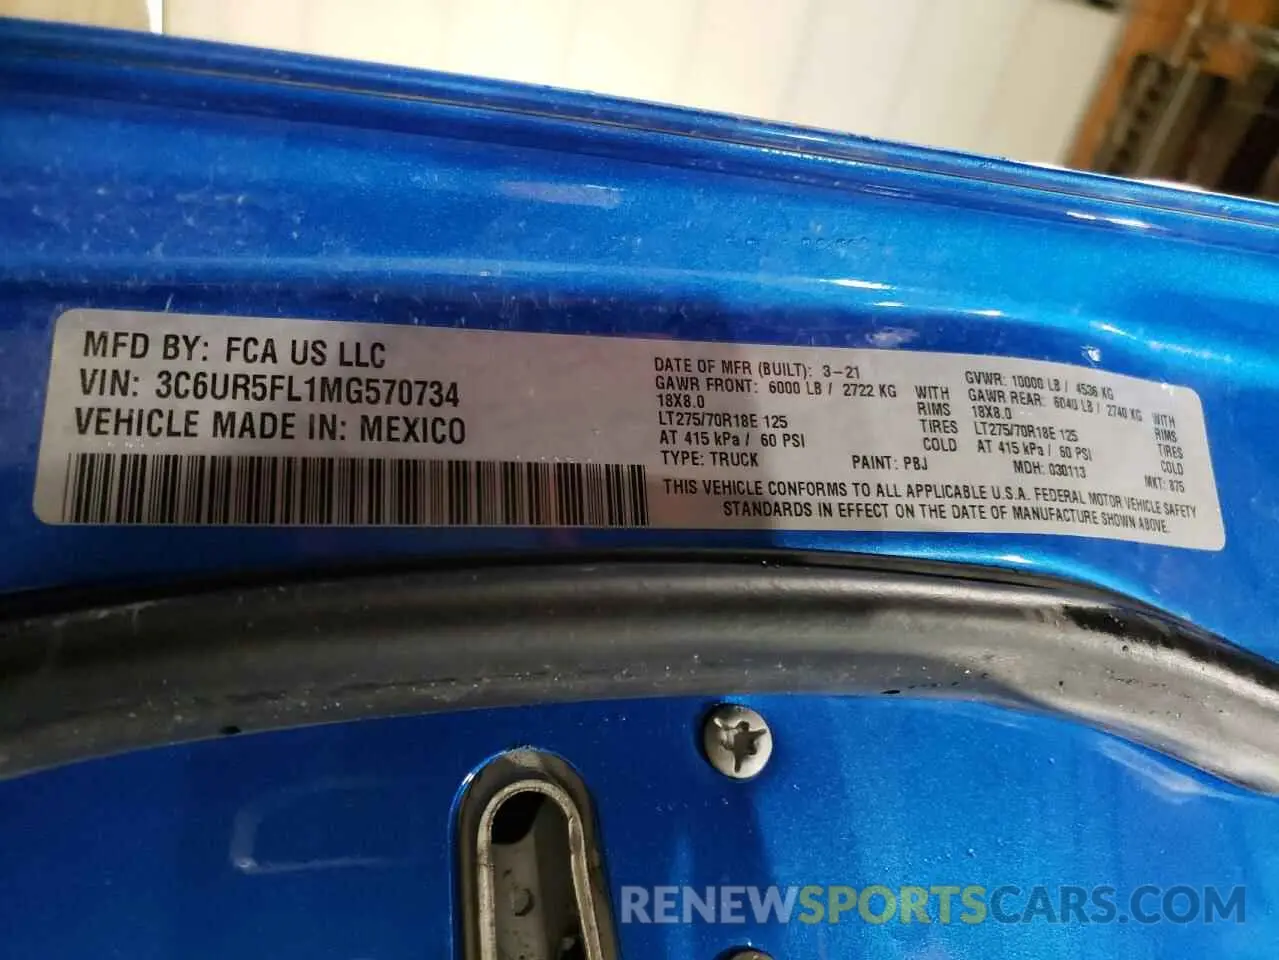 MFD BY: FCA US LLC
VIN: 3C6UR5FL1MG570734
VEHICLE MADE IN: MEXICO
DATE OF MFR (BUILT): 3-21 GVWR: 10000 LB / 4536 KG
GAWR FRONT: 6000 LB / 2722 KG WITH GAWR REAR: 6040 LB / 2740 KG WITH
18X8.0 RIMS 18X8.0 RIMS
LT275/70R18E 125 TIRES LT275/70R18E 125 TIRES
AT 415 kPa / 60 PSI COLD AT 415 kPa / 60 PSI COLD
TYPE: TRUCK PAINT: PBJ MDH: 030113 MKT: 875
THIS VEHICLE CONFORMS TO ALL APPLICABLE U.S.A. FEDERAL MOTOR VEHICLE SAFETY
STANDARDS IN EFFECT ON THE DATE OF MANUFACTURE SHOWN ABOVE.
RENEWSPORTSCARS.COM